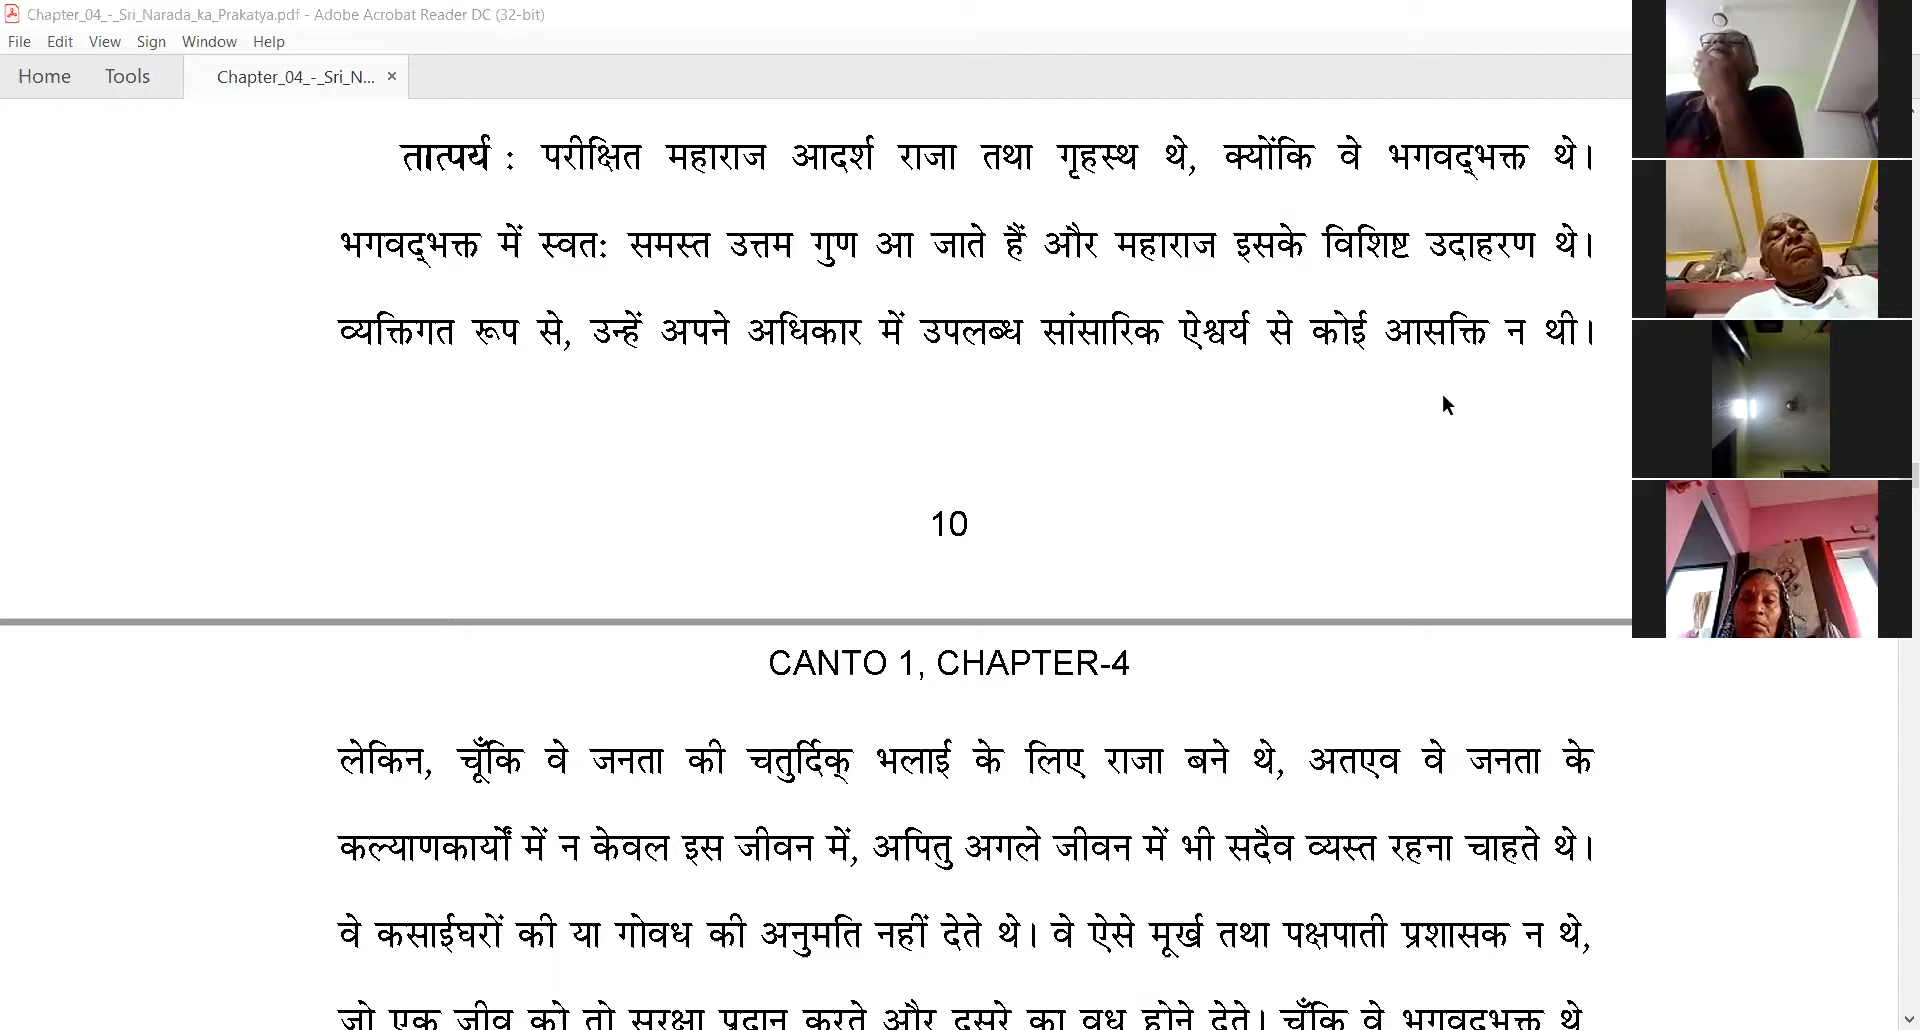 Chapter_04_-_Sri_Narada_ka_Prakatya.pdf - Adobe Acrobat Reader DC (32-bit)
File Edit View Sign Window Help
Home Tools Chapter_04_-_Sri_N... ×
तात्पर्य : परीक्षित महाराज आदर्श राजा तथा गृहस्थ थे, क्योंकि वे भगवद्भक्त थे।
भगवद्भक्त में स्वतः समस्त उत्तम गुण आ जाते हैं और महाराज इसके विशिष्ट उदाहरण थे।
व्यक्तिगत रूप से, उन्हें अपने अधिकार में उपलब्ध सांसारिक ऐश्वर्य से कोई आसक्ति न थी।
10
CANTO 1, CHAPTER-4
लेकिन, चूँकि वे जनता की चतुर्दिक् भलाई के लिए राजा बने थे, अतएव वे जनता के
कल्याणकार्यों में न केवल इस जीवन में, अपितु अगले जीवन में भी सदैव व्यस्त रहना चाहते थे।
वे कसाईघरों की या गोवध की अनुमति नहीं देते थे। वे ऐसे मूर्ख तथा पक्षपाती प्रशासक न थे,
जो एक जीव को तो सुरक्षा प्रदान करते और दूसरे का वध होने देते। चूँकि वे भगवद्भक्त थे